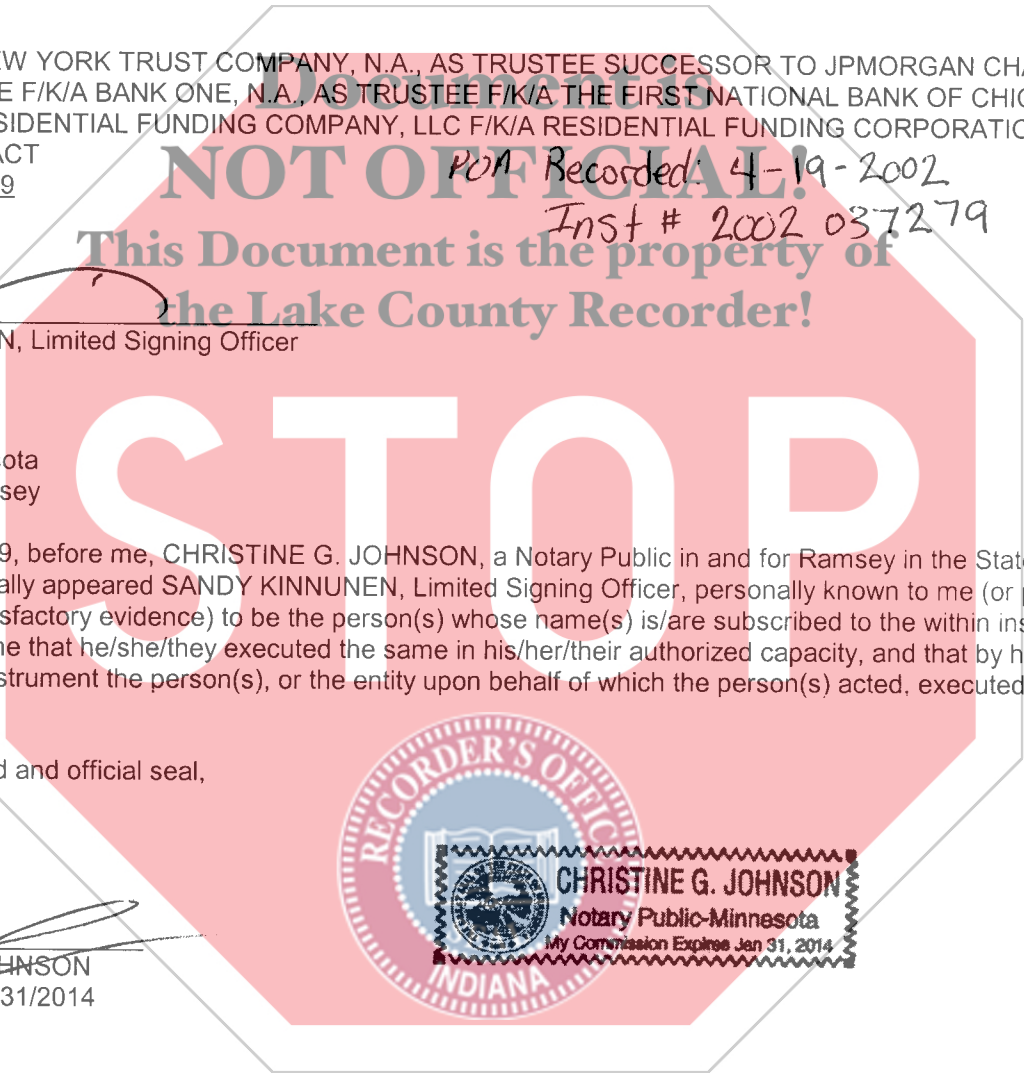 EW YORK TRUST COMPANY, N.A., AS TRUSTEE SUCCESSOR TO JPMORGAN CHA
E F/K/A BANK ONE, N.A., AS TRUSTEE F/K/A THE FIRST NATIONAL BANK OF CHIC
SIDENTIAL FUNDING COMPANY, LLC F/K/A RESIDENTIAL FUNDING CORPORATIO
ACT
9
Document is
NOT OFFICIAL!
This Document is the property of
the Lake County Recorder!
POA Recorded: 4-19-2002
Inst # 2002 037279
N, Limited Signing Officer
STOP
ota
sey
9, before me, CHRISTINE G. JOHNSON, a Notary Public in and for Ramsey in the State
ally appeared SANDY KINNUNEN, Limited Signing Officer, personally known to me (or p
sfactory evidence) to be the person(s) whose name(s) is/are subscribed to the within ins
ne that he/she/they executed the same in his/her/their authorized capacity, and that by h
strument the person(s), or the entity upon behalf of which the person(s) acted, executed
d and official seal,
RECORDER'S OFFICE
INDIANA
CHRISTINE G. JOHNSON
Notary Public-Minnesota
My Commission Expires Jan 31, 2014
HNSON
31/2014